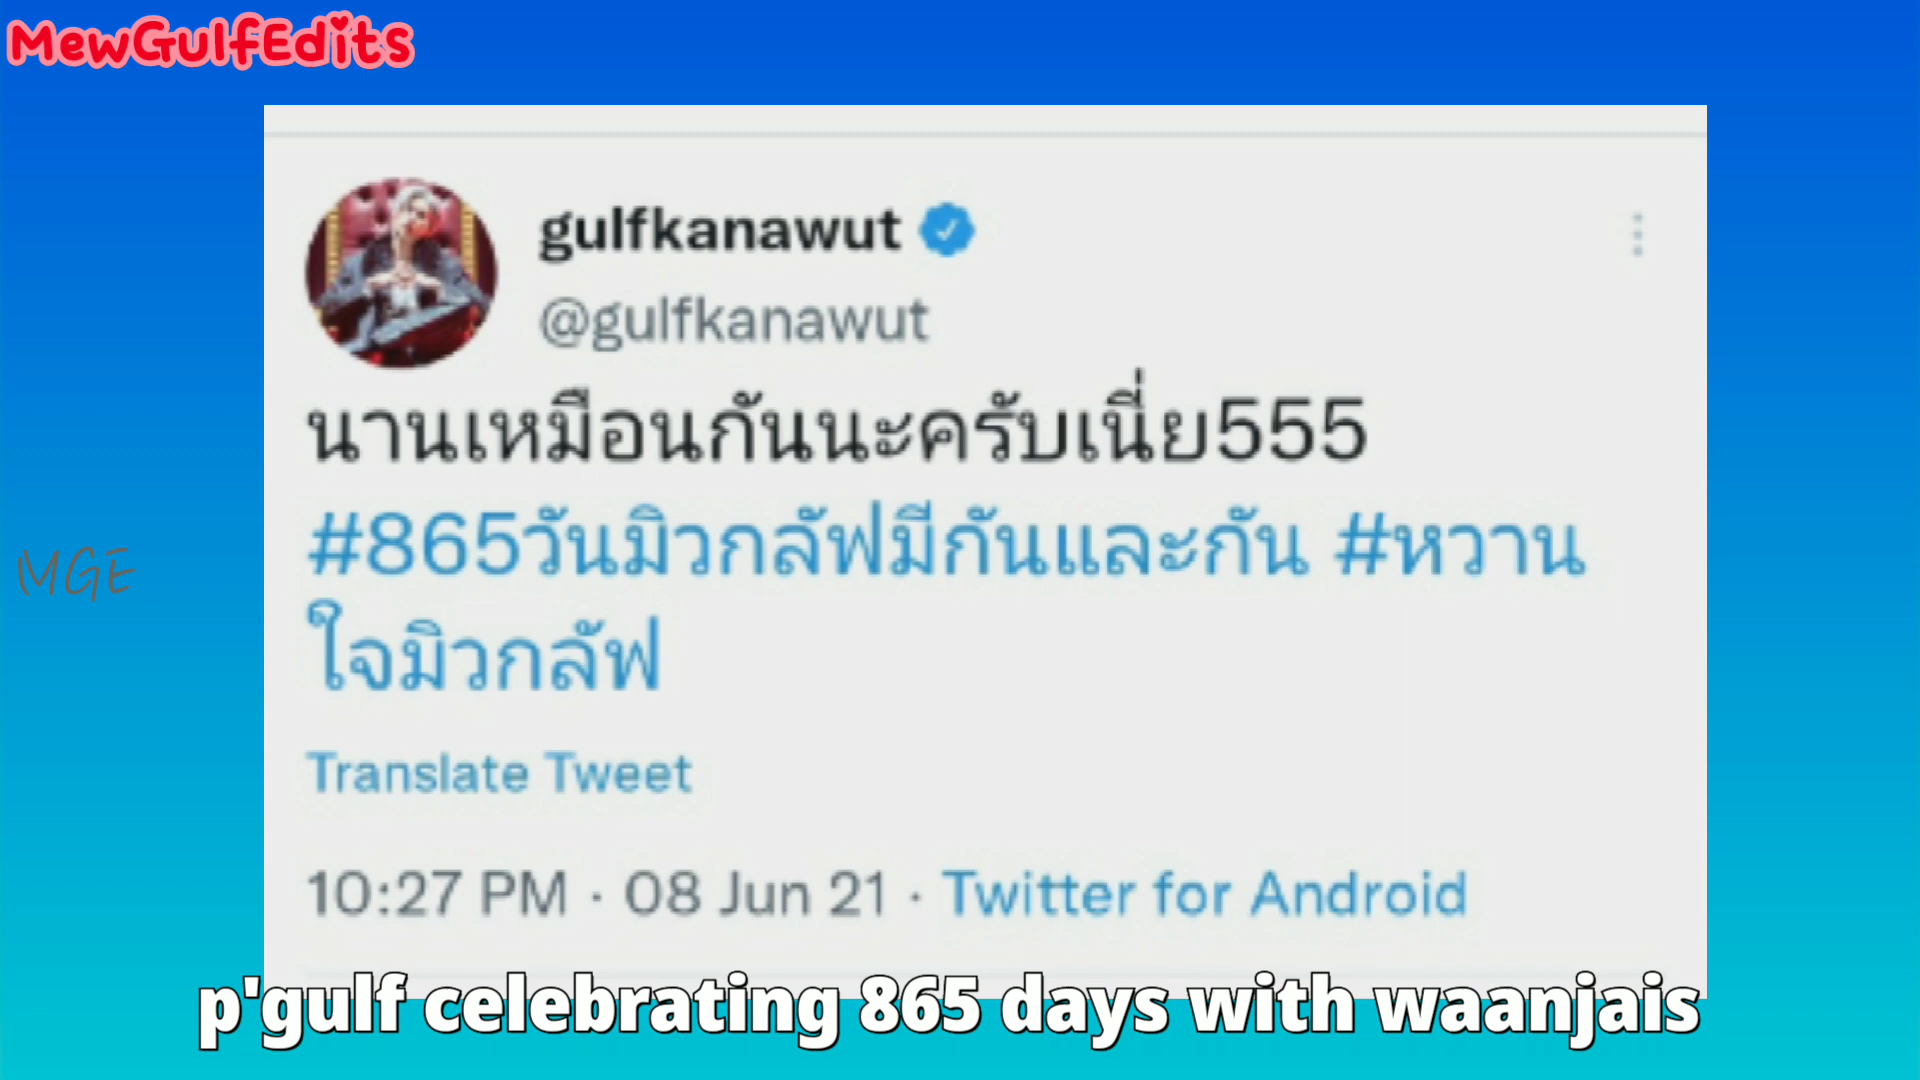 MewGulfEdits
gulfkanawut
@gulfkanawut
นานเหมือนกันนะครับเนี่ย555
#865วันมิวกลัฟมีกันและกัน #หวาน
ใจมิวกลัฟ
Translate Tweet
10:27 PM · 08 Jun 21 · Twitter for Android
MGE
p'gulf celebrating 865 days with waanjais